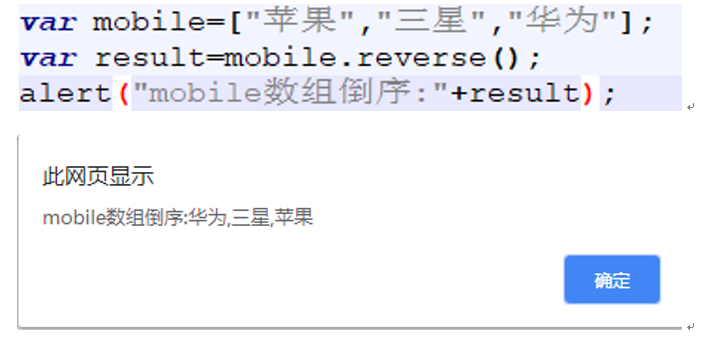 var mobile=["苹果","三星","华为"];
var result=mobile.reverse();
alert("mobile数组倒序:"+result);
此网页显示
mobile数组倒序:华为,三星,苹果
确定